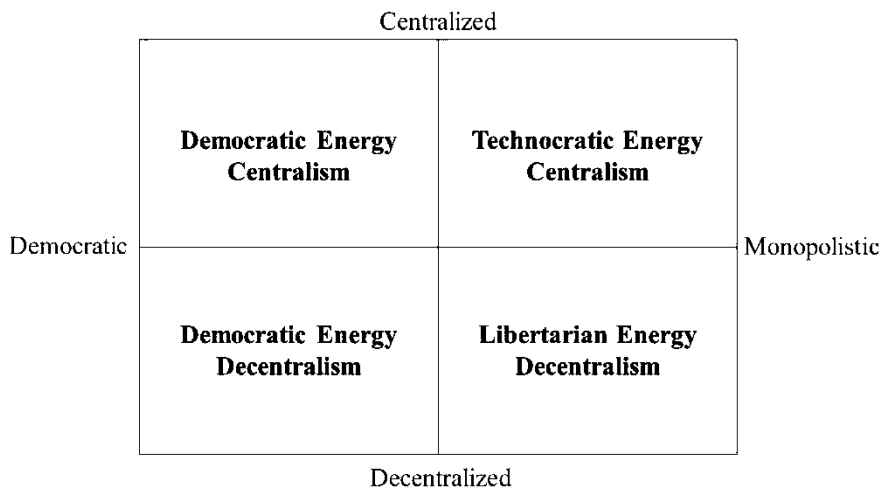 Centralized
Democratic Energy
Centralism
Technocratic Energy
Centralism
Democratic
Monopolistic
Democratic Energy
Decentralism
Libertarian Energy
Decentralism
Decentralized